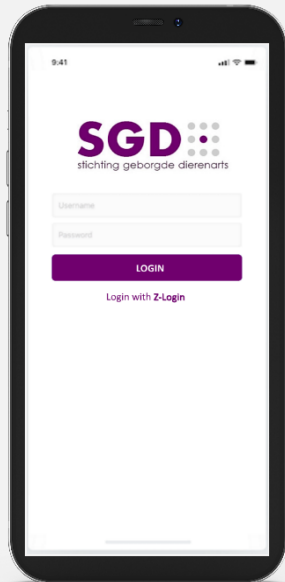 9:41
SGD
stichting geborgde dierenarts
Username
Password
LOGIN
Login with Z-Login